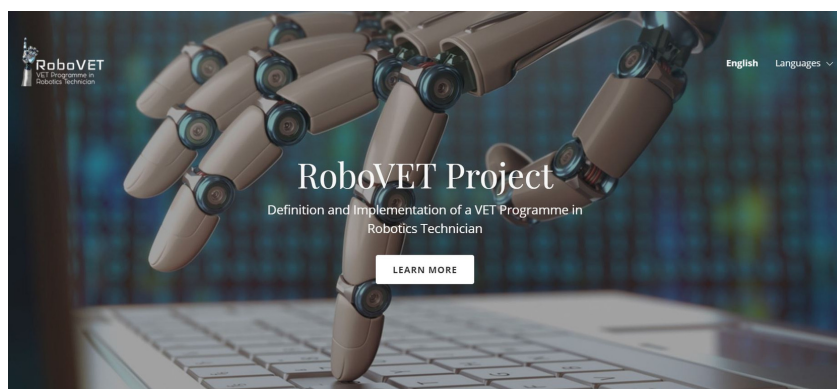 RoboVET
VET Programme in
Robotics Technician
English
Languages
RoboVET Project
Definition and Implementation of a VET Programme in
Robotics Technician
LEARN MORE